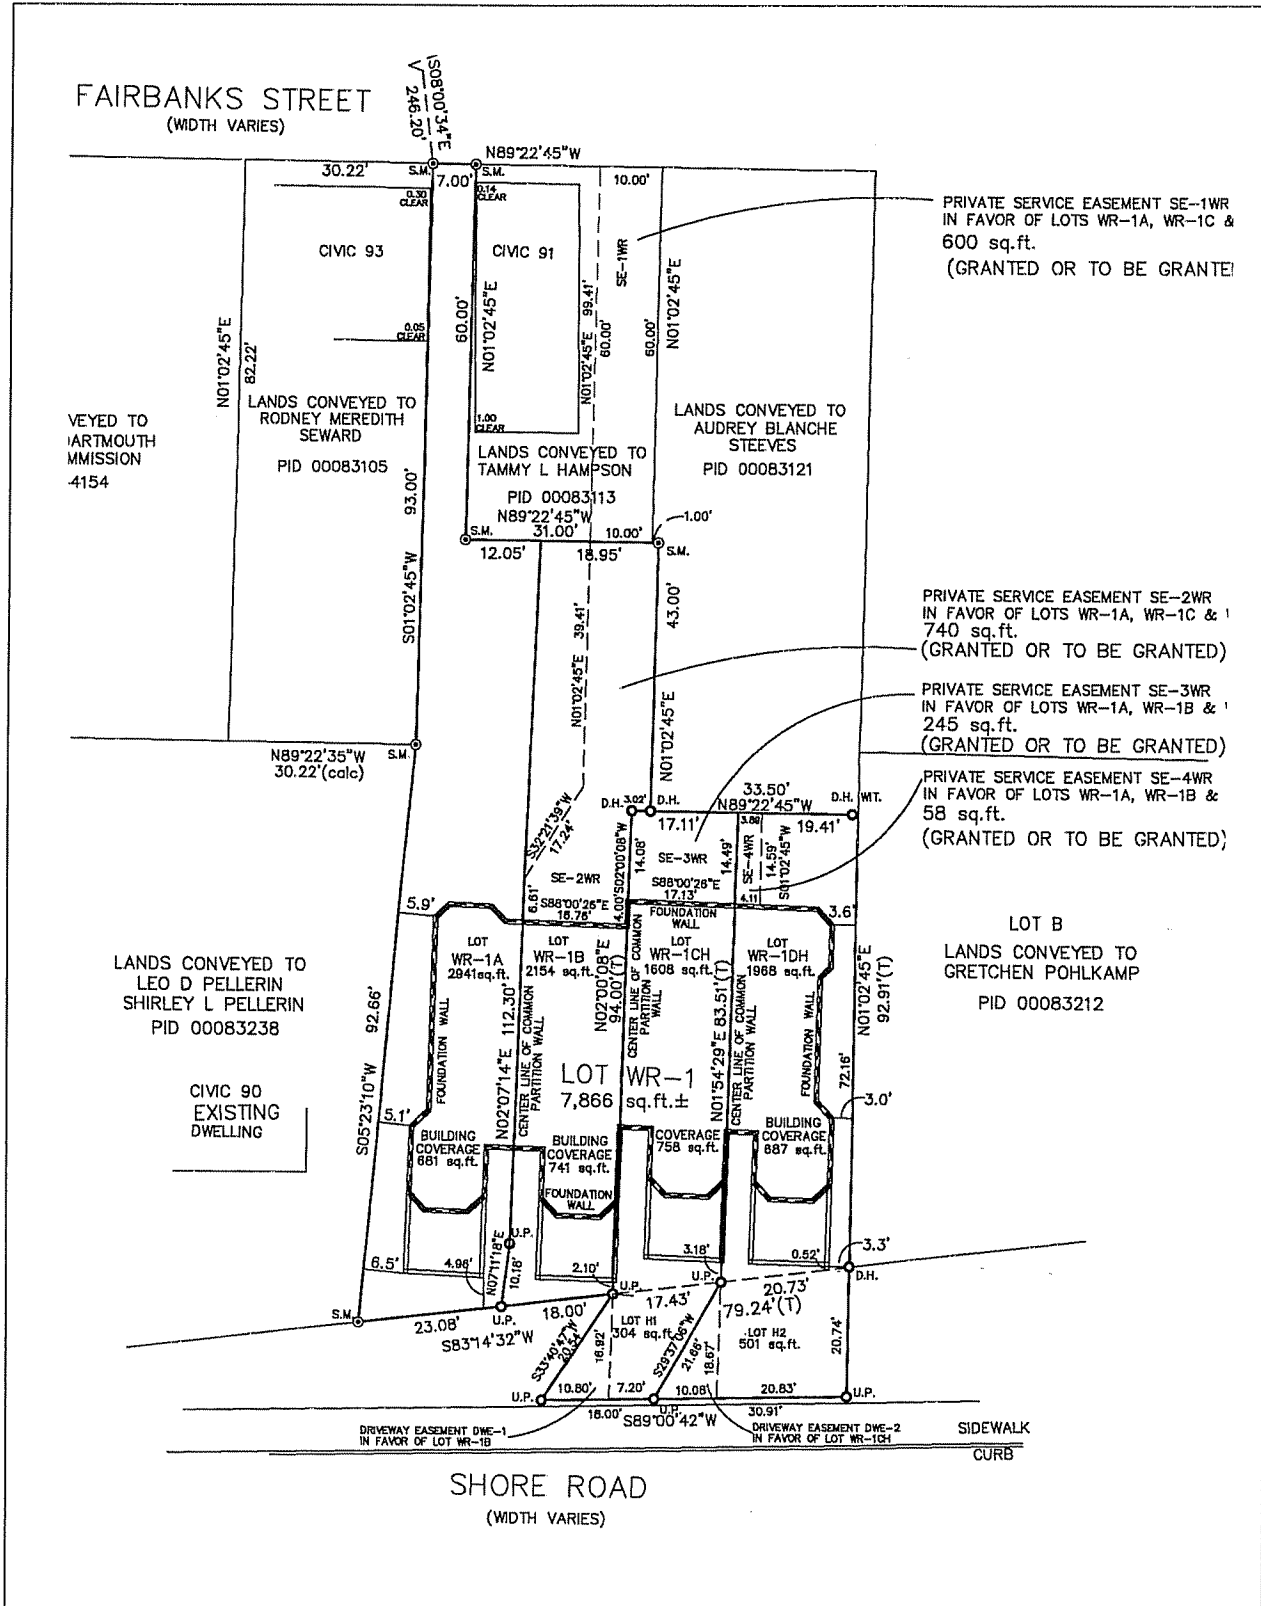 FAIRBANKS STREET
(WIDTH VARIES)
S08°00'34"E
246.20'
N89°22'45"W
30.22'
S.M.
7.00'
S.M.
10.00'
0.30
CLEAR
0.14
CLEAR
CIVIC 93
CIVIC 91
SE-1WR
PRIVATE SERVICE EASEMENT SE-1WR
IN FAVOR OF LOTS WR-1A, WR-1C &
600 sq.ft.
(GRANTED OR TO BE GRANTE
N01°02'45"E
82.22'
60.00'
N01°02'45"E
N01°02'45"E 99.41'
60.00'
60.00'
N01°02'45"E
0.05
CLEAR
1.00
CLEAR
VEYED TO
ARTMOUTH
MMISSION
4154
LANDS CONVEYED TO
RODNEY MEREDITH
SEWARD
PID 00083105
LANDS CONVEYED TO
TAMMY L HAMPSON
PID 00083113
LANDS CONVEYED TO
AUDREY BLANCHE
STEEVES
PID 00083121
S01°02'45"W 93.00'
N89°22'45"W
31.00'
S.M.
10.00'
1.00'
S.M.
12.05'
18.95'
43.00'
N01°02'45"E
N01°02'45"E 39.41'
PRIVATE SERVICE EASEMENT SE-2WR
IN FAVOR OF LOTS WR-1A, WR-1C &
740 sq.ft.
(GRANTED OR TO BE GRANTED)
PRIVATE SERVICE EASEMENT SE-3WR
IN FAVOR OF LOTS WR-1A, WR-1B &
245 sq.ft.
(GRANTED OR TO BE GRANTED)
PRIVATE SERVICE EASEMENT SE-4WR
IN FAVOR OF LOTS WR-1A, WR-1B &
58 sq.ft.
(GRANTED OR TO BE GRANTED)
N89°22'35"W
30.22'(calc)
S.M.
33.50'
D.H.
3.02'
D.H.
N89°22'45"W
D.H. WIT.
17.11'
3.89
19.41'
S32°21'39"W
17.24'
S02°00'08"W
14.08'
SE-3WR
14.49'
SE-4WR
14.59'
S01°02'45"W
SE-2WR
S88°00'26"E
17.13'
4.11
6.61'
S88°00'26"E
16.76'
4.00'
5.9'
3.6'
FOUNDATION
WALL
LOT
WR-1A
2941sq.ft.
LOT
WR-1B
2154 sq.ft.
LOT
WR-1CH
1608 sq.ft.
LOT
WR-1DH
1968 sq.ft.
LOT B
LANDS CONVEYED TO
GRETCHEN POHLKAMP
PID 00083212
LANDS CONVEYED TO
LEO D PELLERIN
SHIRLEY L PELLERIN
PID 00083238
S05°23'10"W 92.66'
FOUNDATION WALL
N02°07'14"E 112.30'
CENTER LINE OF COMMON
PARTITION WALL
N02°00'08"E
94.00'(T)
CENTER LINE OF COMMON
PARTITION
WALL
N01°54'29"E 83.51'(T)
CENTER LINE OF COMMON
PARTITION WALL
FOUNDATION WALL
N01°02'45"E
92.91'(T)
72.16'
LOT WR-1
7,866 sq.ft.±
CIVIC 90
EXISTING
DWELLING
5.1'
3.0'
BUILDING
COVERAGE
681 sq.ft.
BUILDING
COVERAGE
741 sq.ft.
COVERAGE
758 sq.ft.
BUILDING
COVERAGE
887 sq.ft.
FOUNDATION
WALL
U.P.
6.5'
4.96'
N07°11'18"E
10.18'
2.10'
3.18'
0.52'
3.3'
U.P.
U.P.
D.H.
S.M.
23.08'
U.P.
18.00'
S83°14'32"W
17.43'
20.73'
79.24'(T)
S33°40'47"W
20.54'
16.92'
LOT H1
304 sq.ft.
S29°37'06"W
21.66'
18.67'
LOT H2
501 sq.ft.
20.74'
U.P.
10.80'
7.20'
10.08'
20.83'
U.P.
18.00'
U.P.
S89°00'42"W
30.91'
DRIVEWAY EASEMENT DWE-1
IN FAVOR OF LOT WR-1B
DRIVEWAY EASEMENT DWE-2
IN FAVOR OF LOT WR-1CH
SIDEWALK
CURB
SHORE ROAD
(WIDTH VARIES)